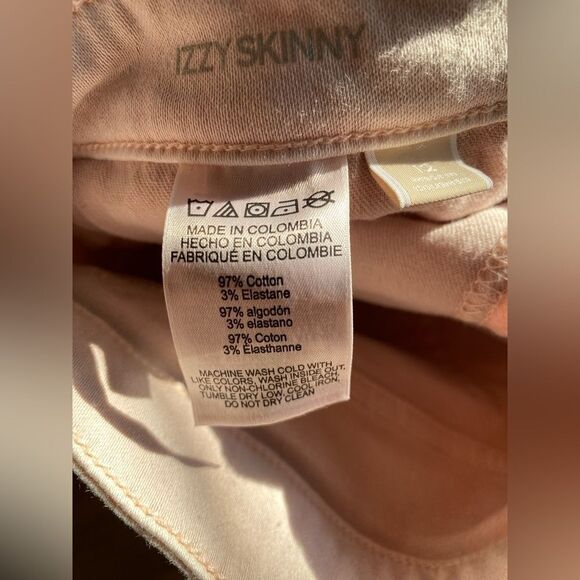 IZZY SKINNY
MADE IN COLOMBIA
HECHO EN COLOMBIA
FABRIQUÉ EN COLOMBIE
97% Cotton
3% Elastane
97% algodón
3% elastano
97% Coton
3% Élasthanne
MACHINE WASH COLD WITH
LIKE COLORS, WASH INSIDE OUT,
ONLY NON-CHLORINE BLEACH,
TUMBLE DRY LOW, COOL IRON,
DO NOT DRY CLEAN